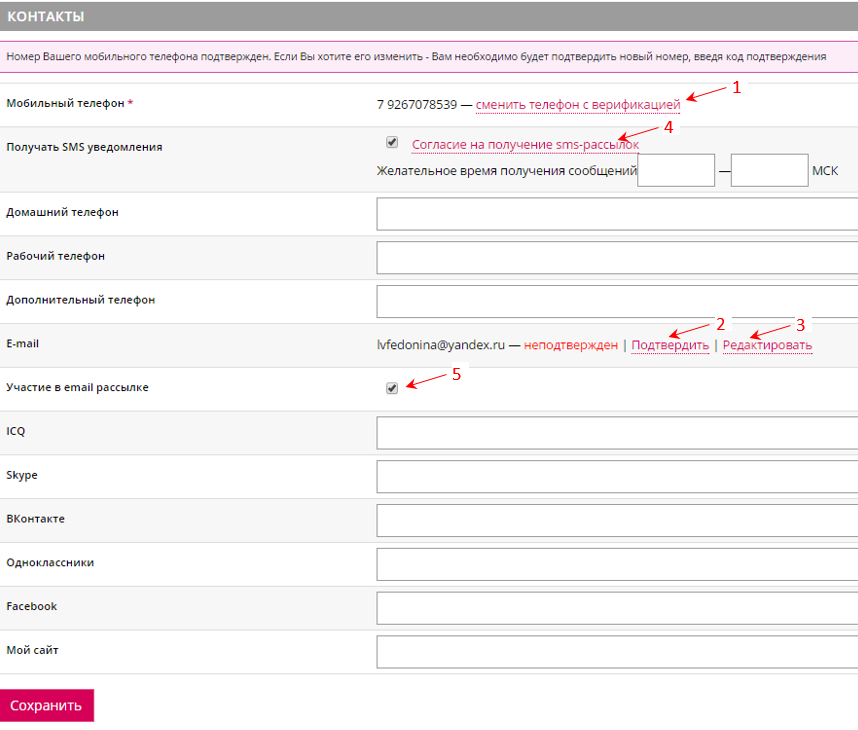 КОНТАКТЫ
Номер Вашего мобильного телефона подтвержден. Если Вы хотите его изменить - Вам необходимо будет подтвердить новый номер, введя код подтверждения
1
Мобильный телефон * 7 9267078539 — сменить телефон с верификацией
4
Получать SMS уведомления Согласие на получение sms-рассылок
Желательное время получения сообщений — МСК
Домашний телефон
Рабочий телефон
Дополнительный телефон
2 3
E-mail lvfedonina@yandex.ru — неподтвержден | Подтвердить | Редактировать
5
Участие в email рассылке
ICQ
Skype
ВКонтакте
Одноклассники
Facebook
Мой сайт
Сохранить